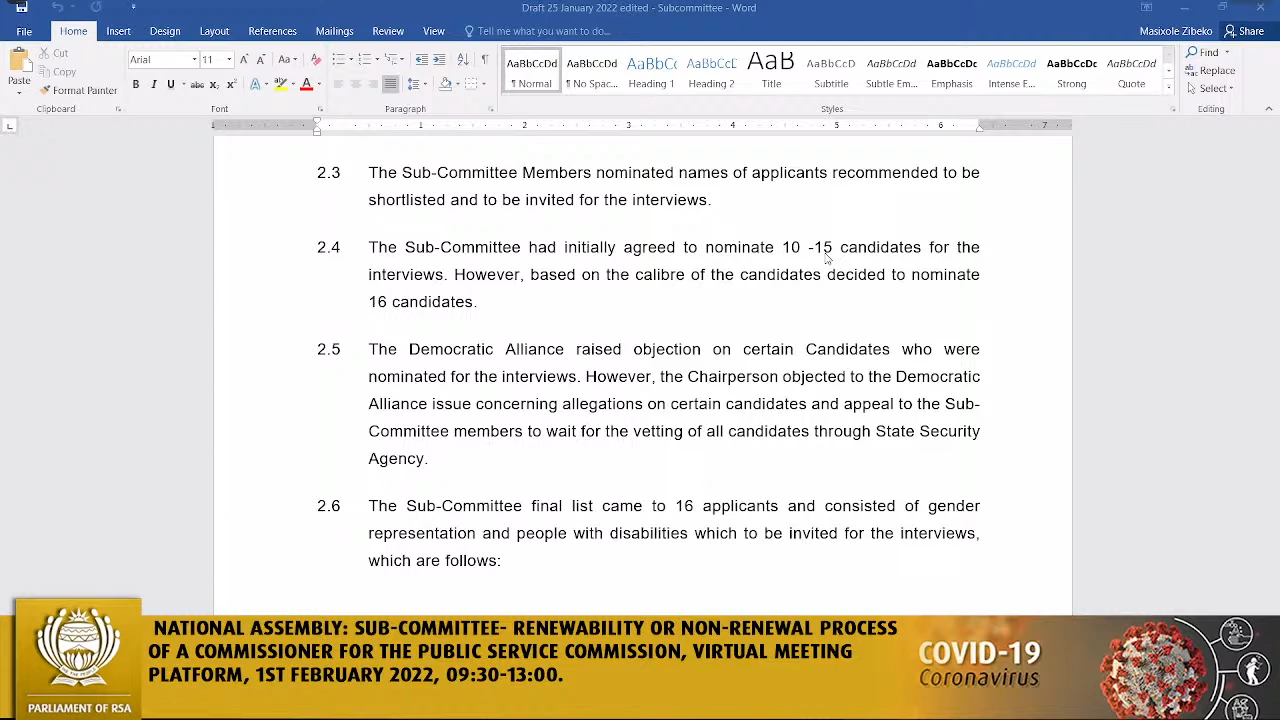 Draft 25 January 2022 edited - Subcommittee - Word
File Home Insert Design Layout References Mailings Review View Tell me what you want to do... Masixole Zibeko Share
Paste Cut Copy Format Painter Clipboard
Arial 11 Font
Paragraph
AaBbCcDd AaBbCcDd AaBbCc AaBbCcE AaB AaBbCcD AaBbCcDd AaBbCcDc AaBbCcDd AaBbCcDc AaBbCcDd
¶ Normal ¶ No Spac... Heading 1 Heading 2 Title Subtitle Subtle Em... Emphasis Intense E... Strong Quote
Styles
Find Replace Select Editing
1 1 2 3 4 5 6 7
2.3 The Sub-Committee Members nominated names of applicants recommended to be
shortlisted and to be invited for the interviews.
2.4 The Sub-Committee had initially agreed to nominate 10 -15 candidates for the
interviews. However, based on the calibre of the candidates decided to nominate
16 candidates.
2.5 The Democratic Alliance raised objection on certain Candidates who were
nominated for the interviews. However, the Chairperson objected to the Democratic
Alliance issue concerning allegations on certain candidates and appeal to the Sub-
Committee members to wait for the vetting of all candidates through State Security
Agency.
2.6 The Sub-Committee final list came to 16 applicants and consisted of gender
representation and people with disabilities which to be invited for the interviews,
which are follows:
NATIONAL ASSEMBLY: SUB-COMMITTEE- RENEWABILITY OR NON-RENEWAL PROCESS
OF A COMMISSIONER FOR THE PUBLIC SERVICE COMMISSION, VIRTUAL MEETING
PLATFORM, 1ST FEBRUARY 2022, 09:30-13:00.
PARLIAMENT OF RSA
COVID-19
Coronavirus